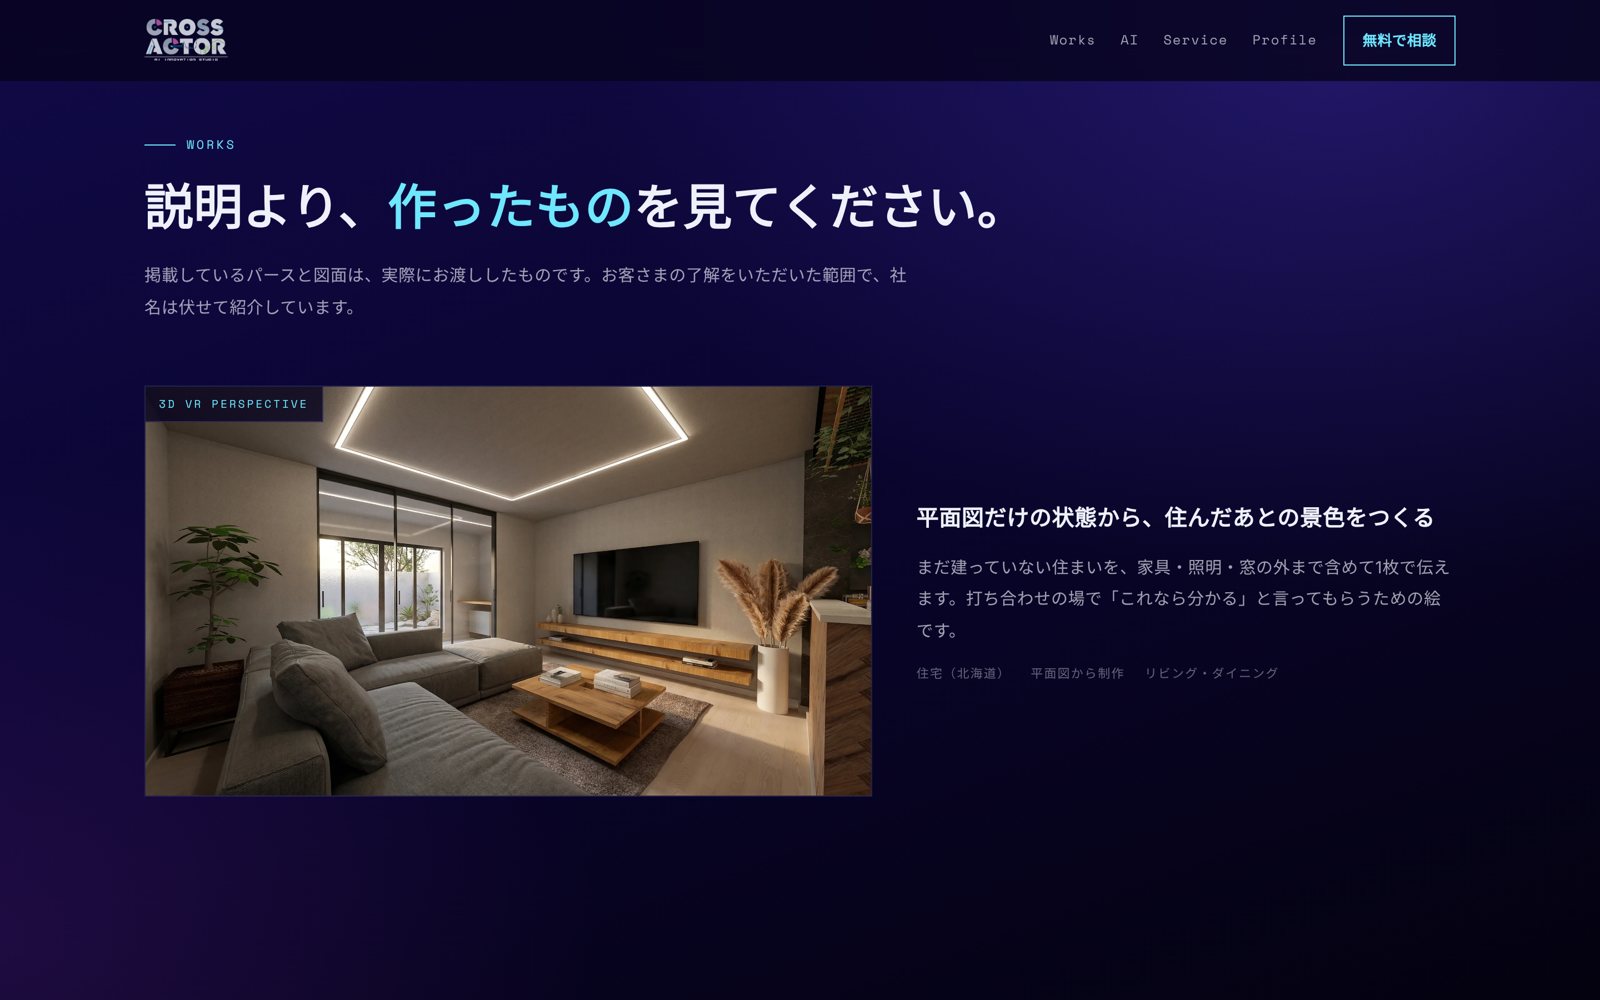 CROSS
ACTOR
AI INNOVATION STUDIO
Works AI Service Profile 無料で相談
WORKS
説明より、作ったものを見てください。
掲載しているパースと図面は、実際にお渡ししたものです。お客さまの了解をいただいた範囲で、社
名は伏せて紹介しています。
3D VR PERSPECTIVE
平面図だけの状態から、住んだあとの景色をつくる
まだ建っていない住まいを、家具・照明・窓の外まで含めて1枚で伝え
ます。打ち合わせの場で「これなら分かる」と言ってもらうための絵
です。
住宅（北海道） 平面図から制作 リビング・ダイニング